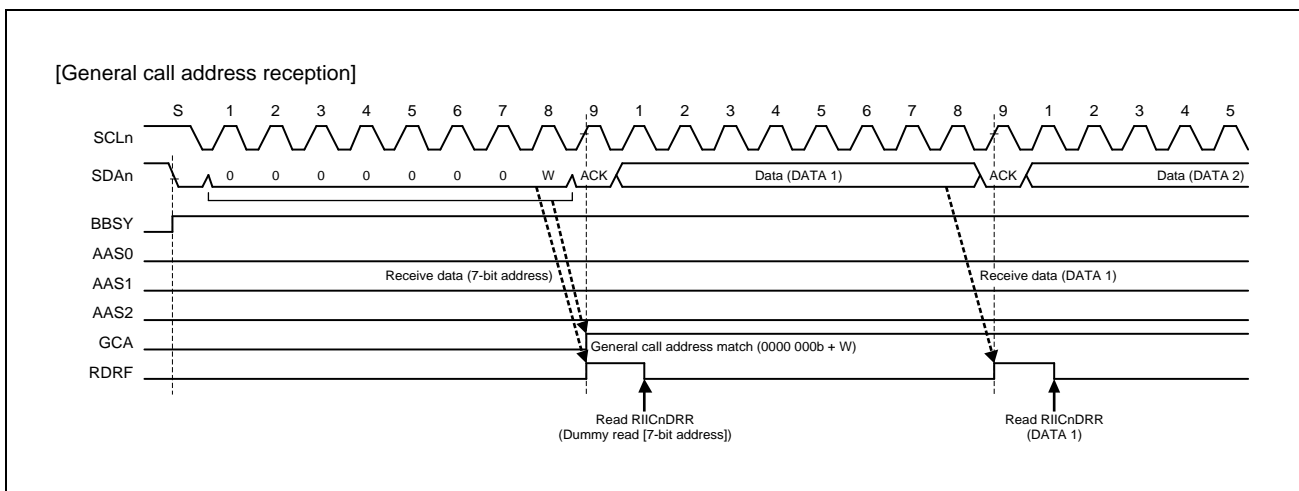 [General call address reception]
S 1 2 3 4 5 6 7 8 9 1 2 3 4 5 6 7 8 9 1 2 3 4 5
SCLn
SDAn 0 0 0 0 0 0 0 W ACK Data (DATA 1) ACK Data (DATA 2)
BBSY
AAS0
Receive data (7-bit address) Receive data (DATA 1)
AAS1
AAS2
GCA General call address match (0000 000b + W)
RDRF
Read RIICnDRR Read RIICnDRR
(Dummy read [7-bit address]) (DATA 1)